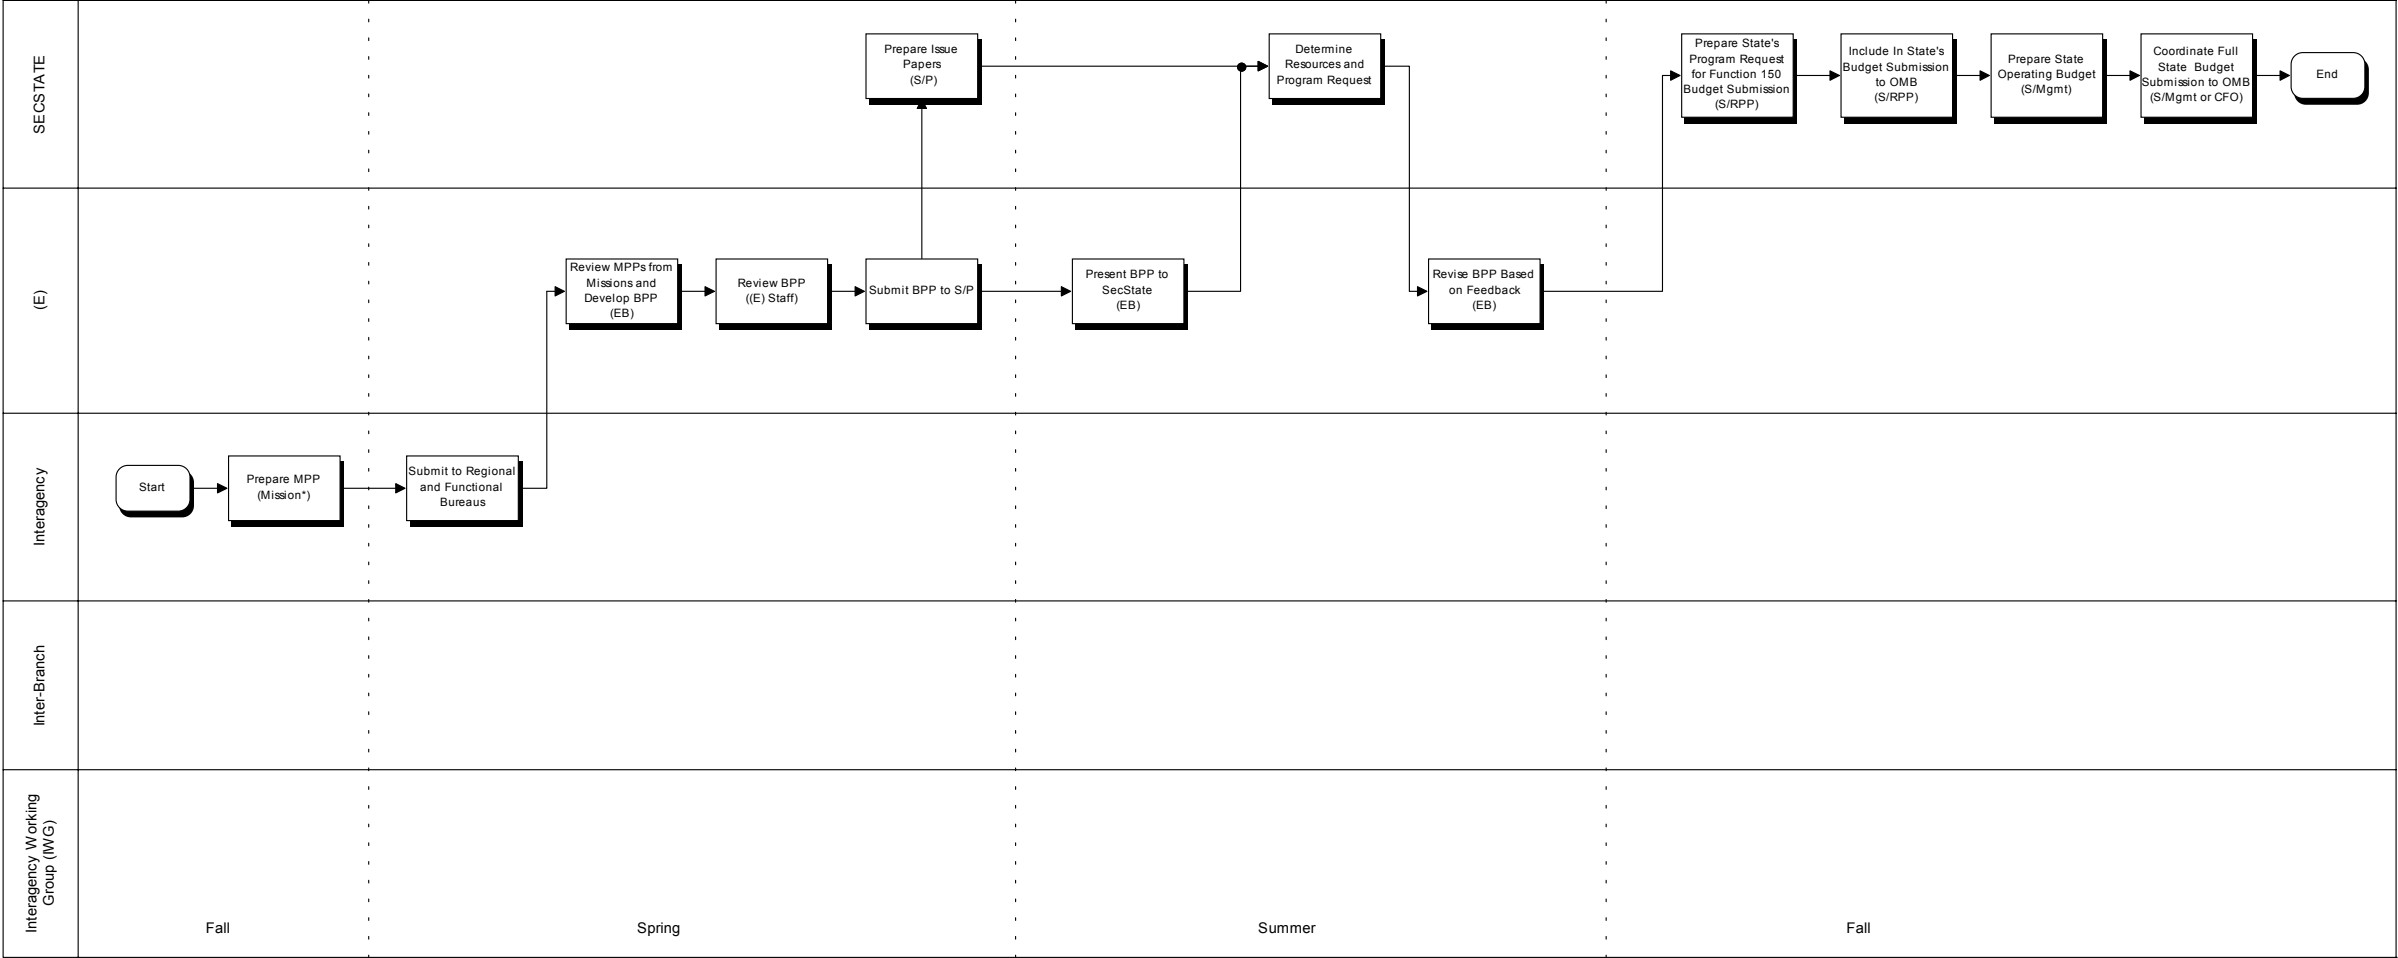 SECSTATE
Prepare Issue
Papers
(S/P)
Determine
Resources and
Program Request
Prepare State's
Program Request
for Function 150
Budget Submission
(S/RPP)
Include In State's
Budget Submission
to OMB
(S/RPP)
Prepare State
Operating Budget
(S/Mgmt)
Coordinate Full
State Budget
Submission to OMB
(S/Mgmt or CFO)
End
(E)
Review MPPs from
Missions and
Develop BPP
(EB)
Review BPP
((E) Staff)
Submit BPP to S/P
Present BPP to
SecState
(EB)
Revise BPP Based
on Feedback
(EB)
Interagency
Start
Prepare MPP
(Mission*)
Submit to Regional
and Functional
Bureaus
Inter-Branch
Interagency Working
Group (IWG)
Fall
Spring
Summer
Fall